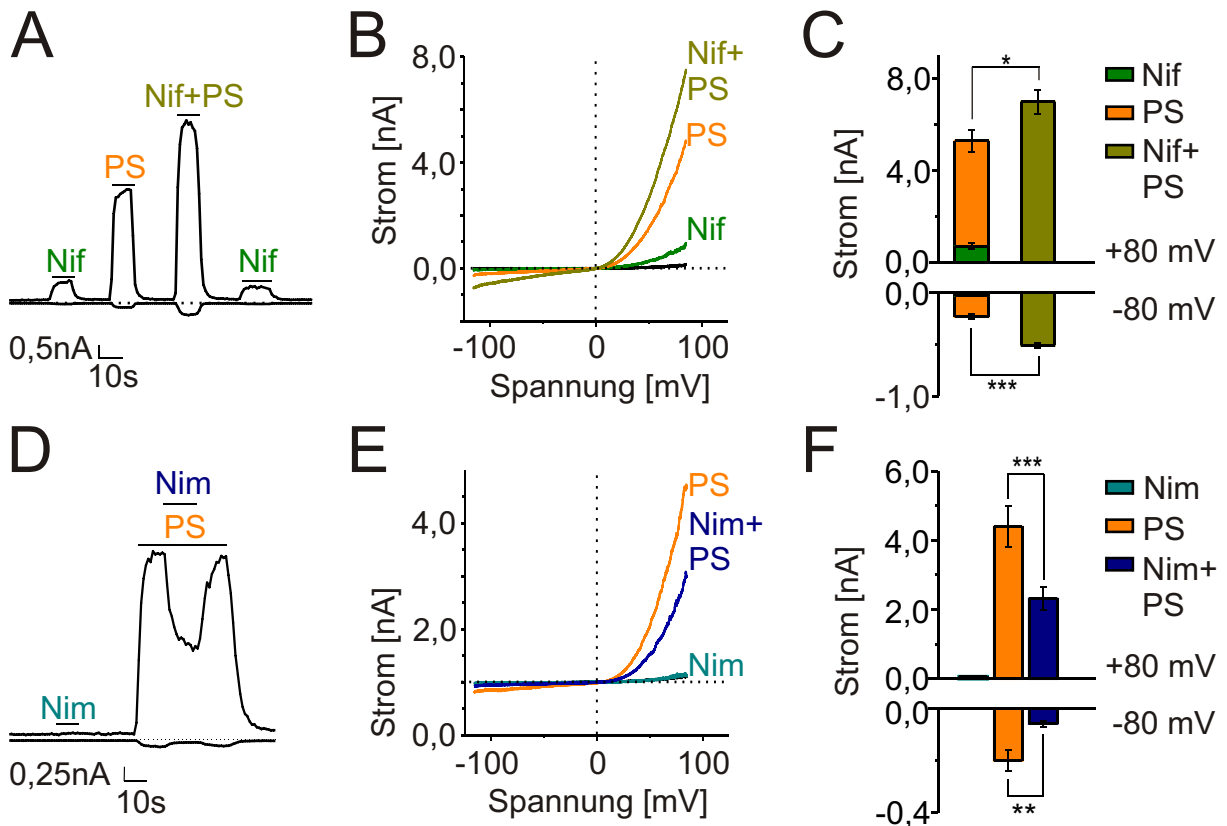 A
Nif+PS
PS
Nif
Nif
0,5nA
10s
B
8,0
4,0
0,0
Strom [nA]
Nif+
PS
PS
Nif
-100
0
100
Spannung [mV]
C
8,0
4,0
0,0
0,0
-1,0
Strom [nA]
*
***
Nif
PS
Nif+
PS
+80 mV
-80 mV
D
Nim
PS
Nim
0,25nA
10s
E
4,0
2,0
0,0
Strom [nA]
PS
Nim+
PS
Nim
-100
0
100
Spannung [mV]
F
6,0
4,0
2,0
0,0
0,0
-0,4
Strom [nA]
***
**
Nim
PS
Nim+
PS
+80 mV
-80 mV